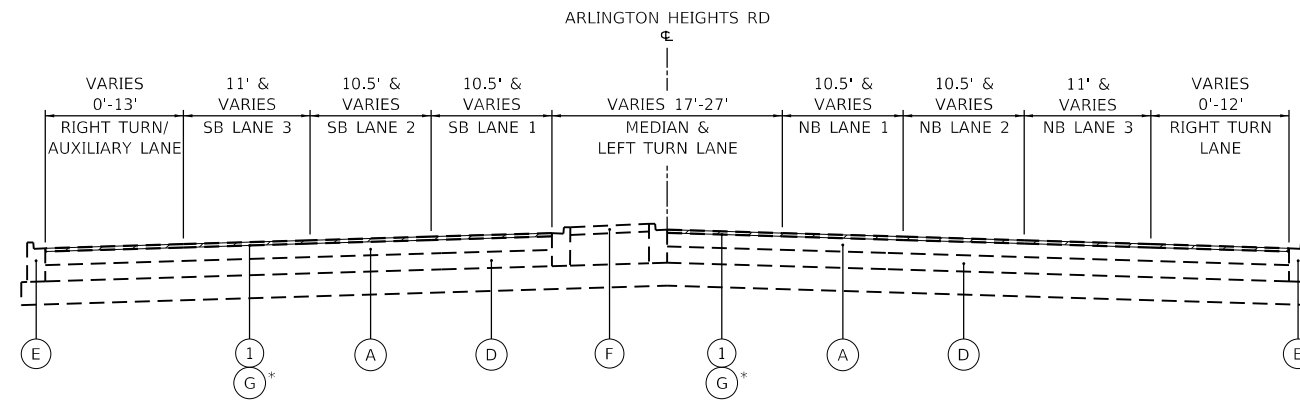 ARLINGTON HEIGHTS RD
℄
VARIES
0'-13'
RIGHT TURN/
AUXILIARY LANE
11' &
VARIES
SB LANE 3
10.5' &
VARIES
SB LANE 2
10.5' &
VARIES
SB LANE 1
VARIES 17'-27'
MEDIAN &
LEFT TURN LANE
10.5' &
VARIES
NB LANE 1
10.5' &
VARIES
NB LANE 2
11' &
VARIES
NB LANE 3
VARIES
0'-12'
RIGHT TURN
LANE
E
1
G *
A
D
F
1
G *
A
D